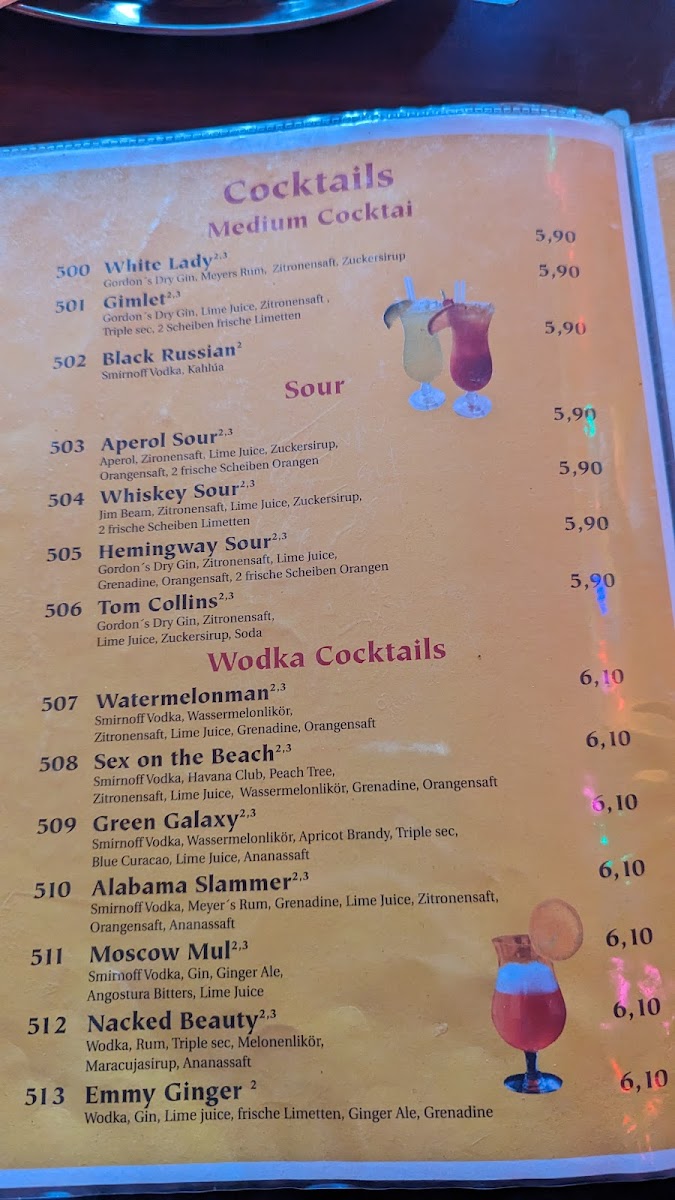 Cocktails
Medium Cocktai
500 White Lady2,3 5,90
Gordon´s Dry Gin, Meyers Rum, Zitronensaft, Zuckersirup
501 Gimlet2,3 5,90
Gordon´s Dry Gin, Lime Juice, Zitronensaft ,
Triple sec, 2 Scheiben frische Limetten
502 Black Russian2 5,90
Smirnoff Vodka, Kahlúa
Sour
503 Aperol Sour2,3 5,90
Aperol, Zironensaft, Lime Juice, Zuckersirup,
Orangensaft, 2 frische Scheiben Orangen
504 Whiskey Sour2,3 5,90
Jim Beam, Zitronensaft, Lime Juice, Zuckersirup,
2 frische Scheiben Limetten
505 Hemingway Sour2,3 5,90
Gordon´s Dry Gin, Zitronensaft, Lime Juice,
Grenadine, Orangensaft, 2 frische Scheiben Orangen
506 Tom Collins2,3 5,90
Gordon´s Dry Gin, Zitronensaft,
Lime Juice, Zuckersirup, Soda
Wodka Cocktails
507 Watermelonman2,3 6,10
Smirnoff Vodka, Wassermelonlikör,
Zitronensaft, Lime Juice, Grenadine, Orangensaft
508 Sex on the Beach2,3 6,10
Smirnoff Vodka, Havana Club, Peach Tree,
Zitronensaft, Lime Juice, Wassermelonlikör, Grenadine, Orangensaft
509 Green Galaxy2,3 6,10
Smirnoff Vodka, Wassermelonlikör, Apricot Brandy, Triple sec,
Blue Curacao, Lime Juice, Ananassaft
510 Alabama Slammer2,3 6,10
Smirnoff Vodka, Meyer´s Rum, Grenadine, Lime Juice, Zitronensaft,
Orangensaft, Ananassaft
511 Moscow Mul2,3 6,10
Smirnoff Vodka, Gin, Ginger Ale,
Angostura Bitters, Lime Juice
512 Nacked Beauty2,3 6,10
Wodka, Rum, Triple sec, Melonenlikör,
Maracujasirup, Ananassaft
513 Emmy Ginger 2 6,10
Wodka, Gin, Lime juice, frische Limetten, Ginger Ale, Grenadine